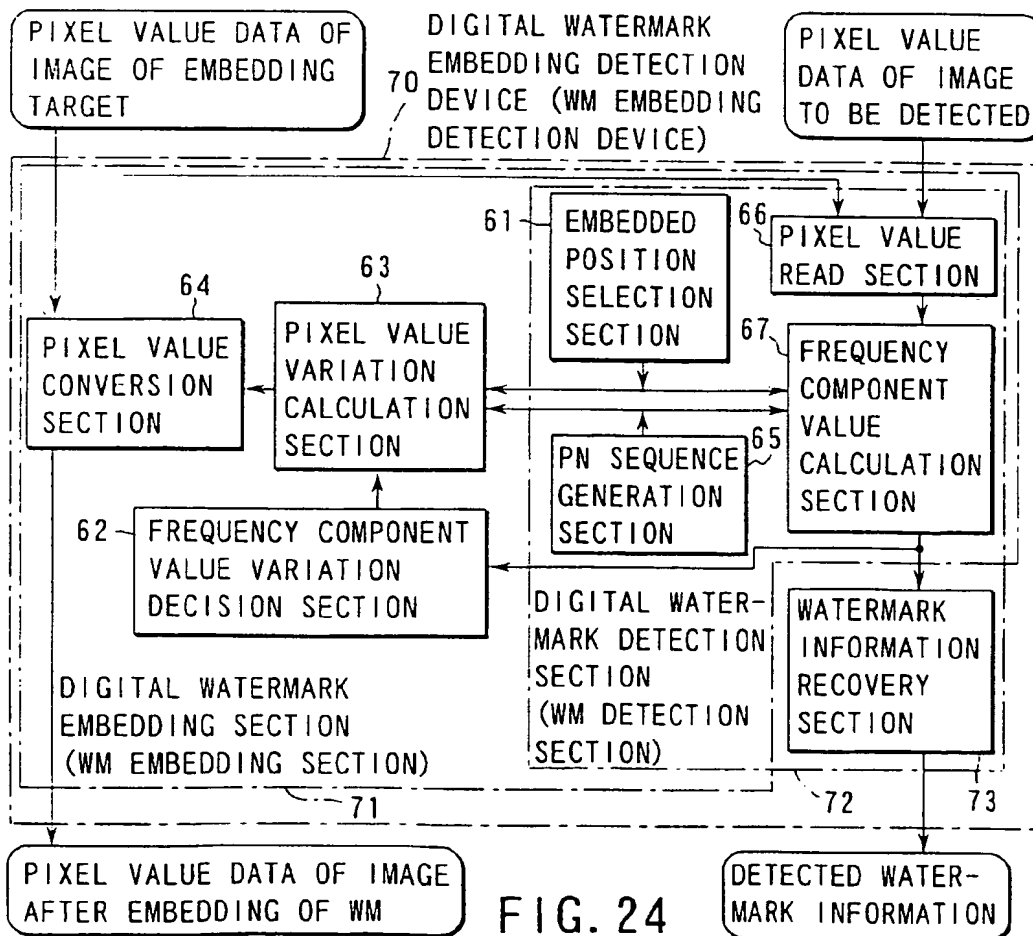 PIXEL VALUE DATA OF
IMAGE OF EMBEDDING
TARGET
70
DIGITAL WATERMARK
EMBEDDING DETECTION
DEVICE (WM EMBEDDING
DETECTION DEVICE)
PIXEL VALUE
DATA OF IMAGE
TO BE DETECTED
61
EMBEDDED
POSITION
SELECTION
SECTION
66
PIXEL VALUE
READ SECTION
64
PIXEL VALUE
CONVERSION
SECTION
63
PIXEL VALUE
VARIATION
CALCULATION
SECTION
67
FREQUENCY
COMPONENT
VALUE
CALCULATION
SECTION
65
PN SEQUENCE
GENERATION
SECTION
62
FREQUENCY COMPONENT
VALUE VARIATION
DECISION SECTION
DIGITAL WATER-
MARK DETECTION
SECTION
(WM DETECTION
SECTION)
WATERMARK
INFORMATION
RECOVERY
SECTION
DIGITAL WATERMARK
EMBEDDING SECTION
(WM EMBEDDING SECTION)
71
72
73
PIXEL VALUE DATA OF IMAGE
AFTER EMBEDDING OF WM
FIG. 24
DETECTED WATER-
MARK INFORMATION